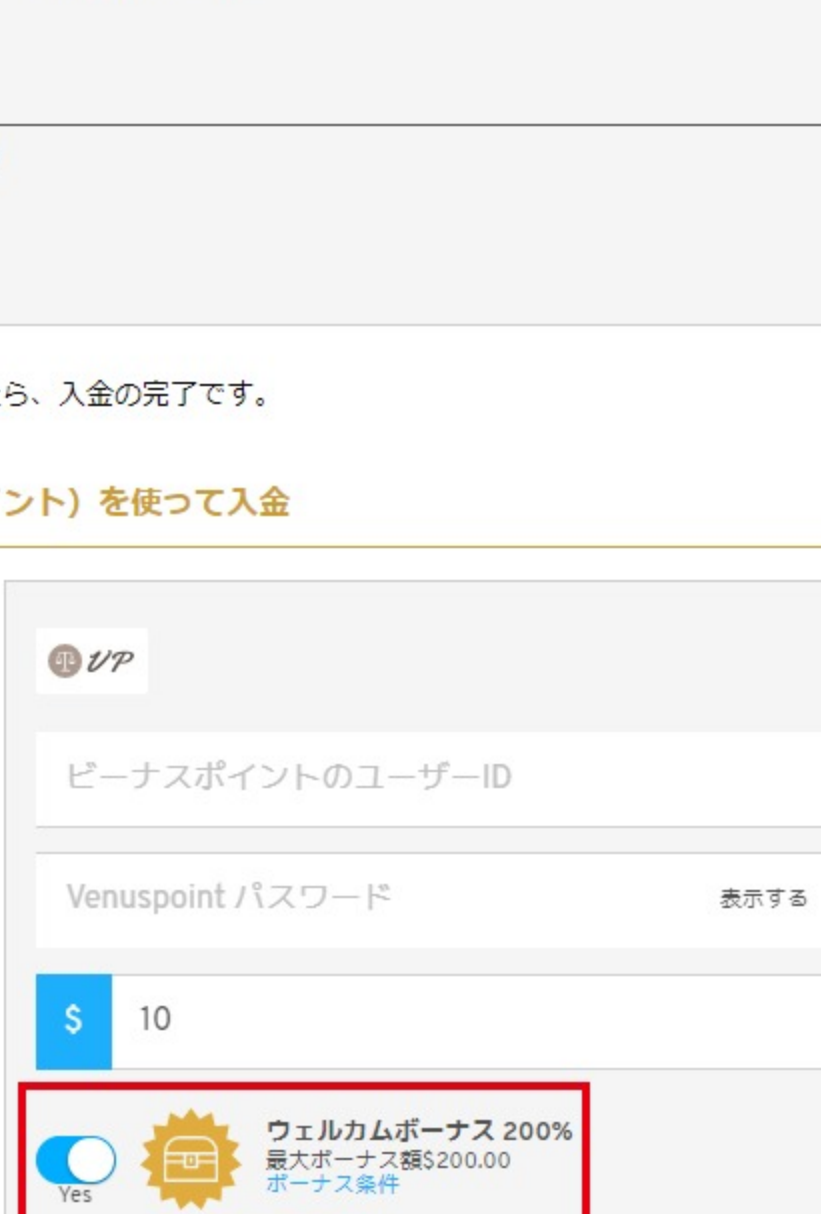 ら、入金の完了です。
ント）を使って入金
VP
ビーナスポイントのユーザーID
Venuspoint パスワード 表示する
$ 10
ウェルカムボーナス 200%
最大ボーナス額$200.00
Yes ボーナス条件